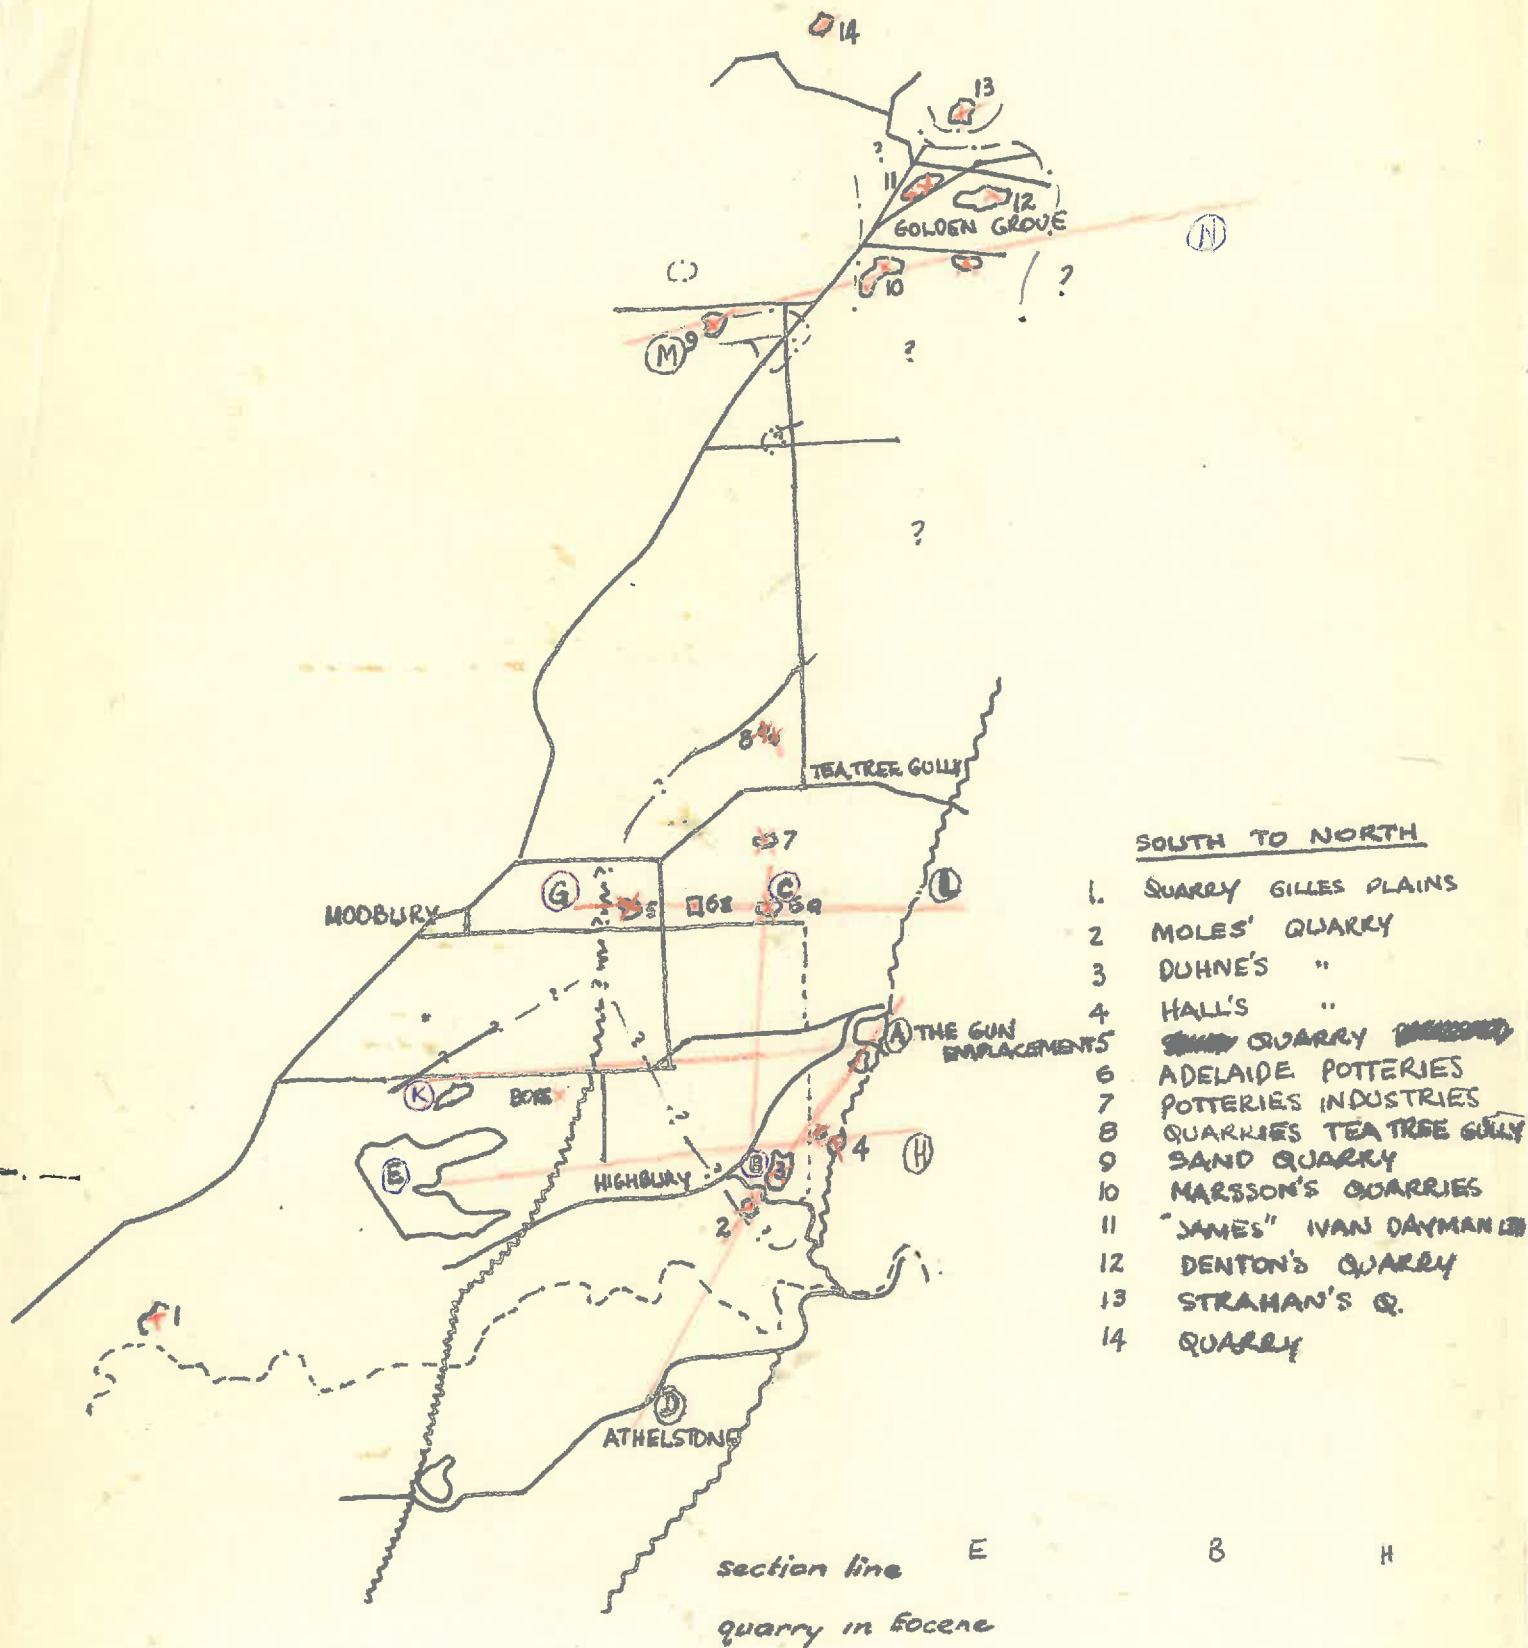 14
13
?
11
12
GOLDEN GROVE
N
10
?
M
9
?
?
8
?
TEA TREE GULLY
7
SOUTH TO NORTH
1. QUARRY GILLES PLAINS
2 MOLES' QUARRY
3 DUHNE'S "
4 HALL'S "
5 QUARRY
6 ADELAIDE POTTERIES
7 POTTERIES INDUSTRIES
8 QUARRIES TEA TREE GULLY
9 SAND QUARRY
10 MARSSON'S QUARRIES
11 "JAMES" IVAN DAYMAN LTD
12 DENTON'S QUARRY
13 STRAHAN'S Q.
14 QUARRY
G
?
C
L
MODBURY
5
?
?
?
?
?
A THE GUN
EMPLACEMENTS
?
?
K
BORE
?
4
H
E
B
3
HIGHBURY
?
2
?
1
D
ATHELSTONE
E B H
section line
quarry in Eocene